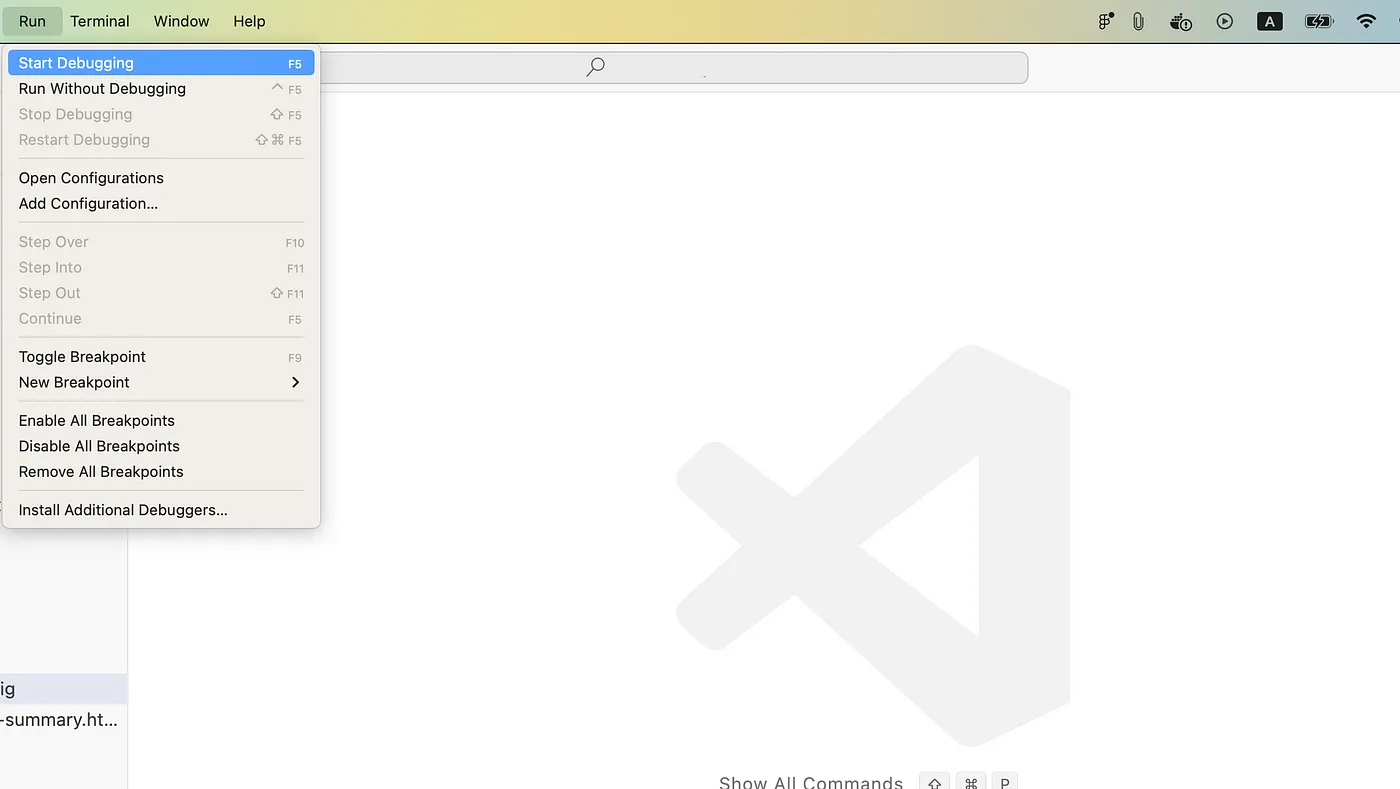 Run Terminal Window Help A
Start Debugging F5
Run Without Debugging ^ F5
Stop Debugging ⇧ F5
Restart Debugging ⇧ ⌘ F5
Open Configurations
Add Configuration...
Step Over F10
Step Into F11
Step Out ⇧ F11
Continue F5
Toggle Breakpoint F9
New Breakpoint
Enable All Breakpoints
Disable All Breakpoints
Remove All Breakpoints
Install Additional Debuggers...
ig
-summary.ht...
Show All Commands ⇧ ⌘ P